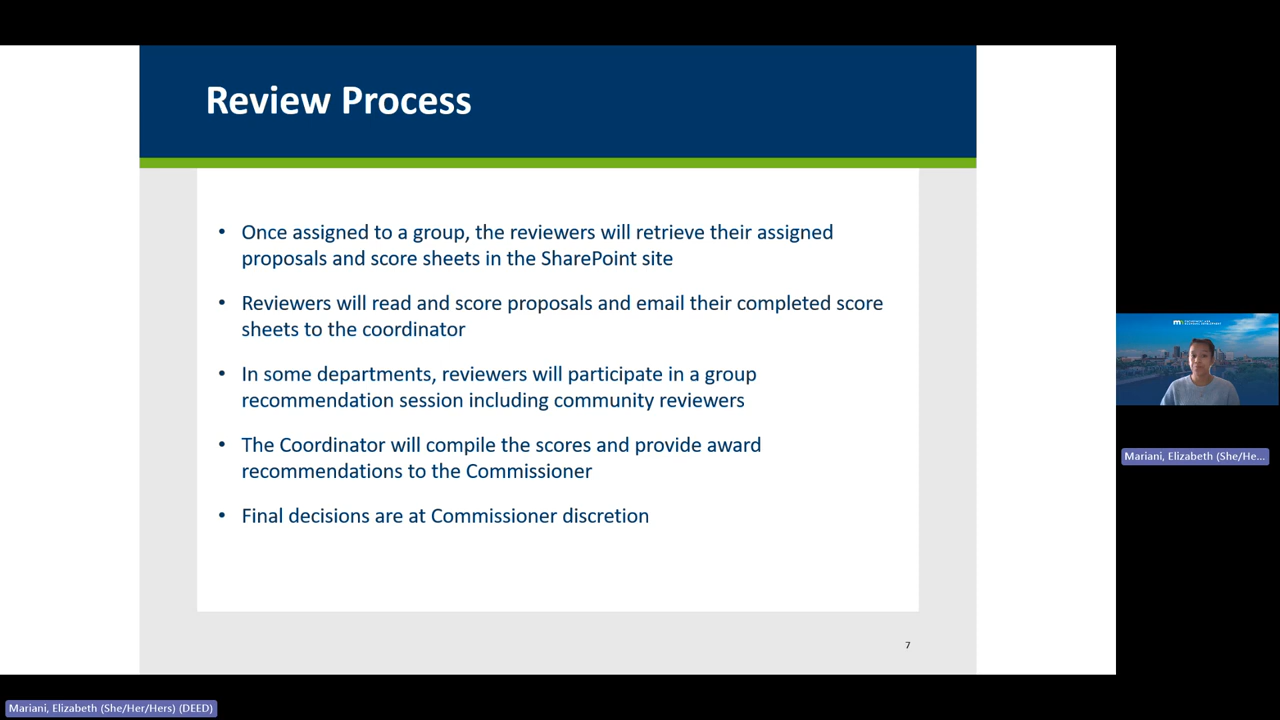 Review Process
• Once assigned to a group, the reviewers will retrieve their assigned
proposals and score sheets in the SharePoint site
• Reviewers will read and score proposals and email their completed score
sheets to the coordinator
• In some departments, reviewers will participate in a group
recommendation session including community reviewers
• The Coordinator will compile the scores and provide award
recommendations to the Commissioner
• Final decisions are at Commissioner discretion
7
Mariani, Elizabeth (She/He...
Mariani, Elizabeth (She/Her/Hers) (DEED)